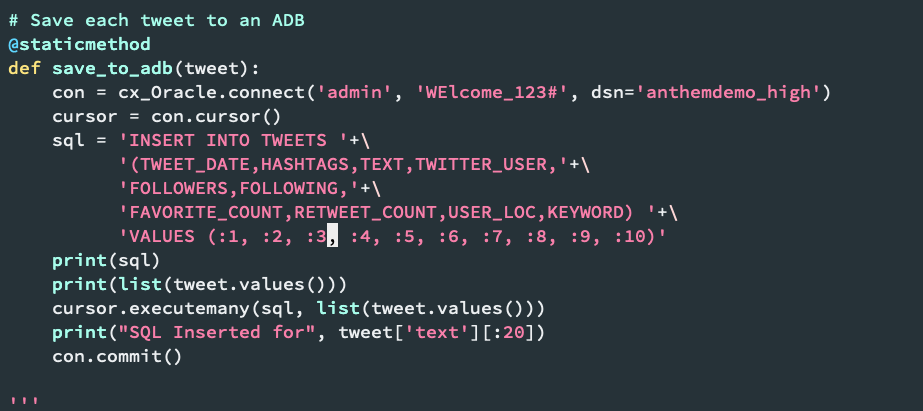 # Save each tweet to an ADB
@staticmethod
def save_to_adb(tweet):
    con = cx_Oracle.connect('admin', 'WElcome_123#', dsn='anthemdemo_high')
    cursor = con.cursor()
    sql = 'INSERT INTO TWEETS '+\
          '(TWEET_DATE,HASHTAGS,TEXT,TWITTER_USER,'+\
          'FOLLOWERS,FOLLOWING,'+\
          'FAVORITE_COUNT,RETWEET_COUNT,USER_LOC,KEYWORD) '+\
          'VALUES (:1, :2, :3, :4, :5, :6, :7, :8, :9, :10)'
    print(sql)
    print(list(tweet.values()))
    cursor.executemany(sql, list(tweet.values()))
    print("SQL Inserted for", tweet['text'][:20])
    con.commit()

'''